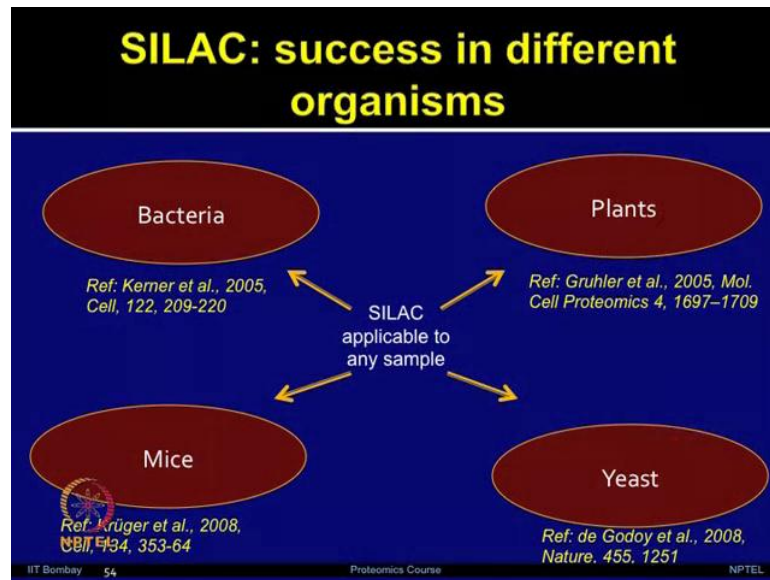 SILAC: success in different
organisms
Bacteria
Ref: Kerner et al., 2005,
Cell, 122, 209-220
Plants
Ref: Gruhler et al., 2005, Mol.
Cell Proteomics 4, 1697–1709
SILAC
applicable to
any sample
Mice
Ref: Krüger et al., 2008,
Cell, 134, 353-64
Yeast
Ref: de Godoy et al., 2008,
Nature, 455, 1251
NPTEL
IIT Bombay 54 Proteomics Course NPTEL